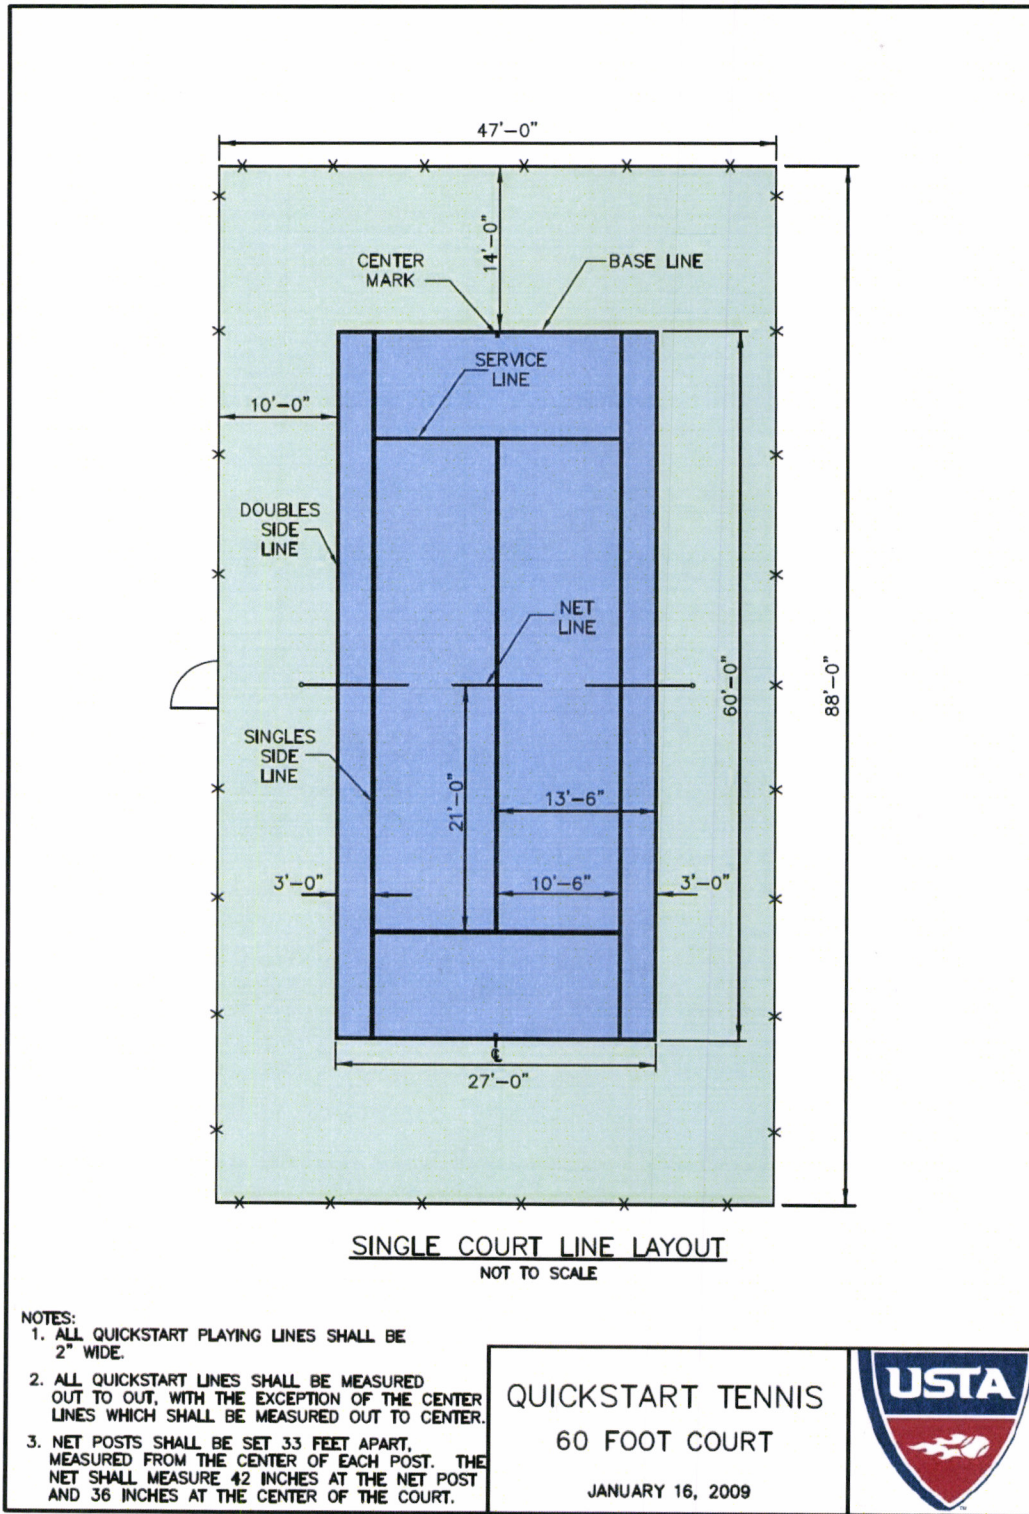 47'-0"
14'-0"
CENTER
MARK
BASE LINE
SERVICE
LINE
10'-0"
DOUBLES
SIDE
LINE
NET
LINE
60'-0"
88'-0"
SINGLES
SIDE
LINE
21'-0"
13'-6"
3'-0"
10'-6"
3'-0"
℄
27'-0"
SINGLE COURT LINE LAYOUT
NOT TO SCALE
NOTES:
1. ALL QUICKSTART PLAYING LINES SHALL BE
2" WIDE.
2. ALL QUICKSTART LINES SHALL BE MEASURED
OUT TO OUT, WITH THE EXCEPTION OF THE CENTER
LINES WHICH SHALL BE MEASURED OUT TO CENTER.
3. NET POSTS SHALL BE SET 33 FEET APART,
MEASURED FROM THE CENTER OF EACH POST. THE
NET SHALL MEASURE 42 INCHES AT THE NET POST
AND 36 INCHES AT THE CENTER OF THE COURT.
QUICKSTART TENNIS
60 FOOT COURT
JANUARY 16, 2009
USTA